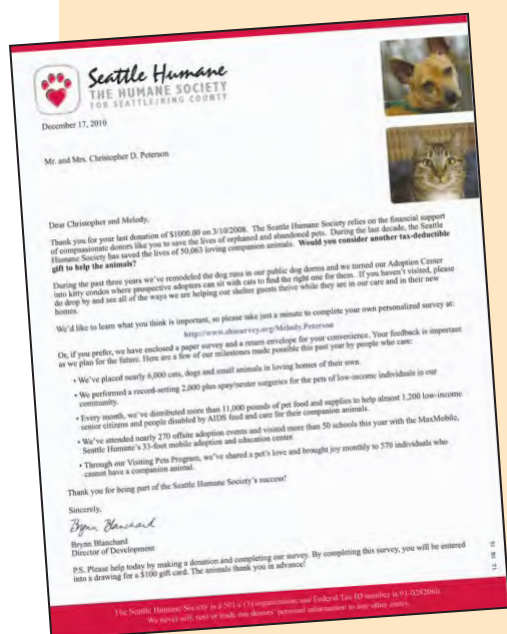 Seattle Humane
THE HUMANE SOCIETY
FOR SEATTLE/KING COUNTY
December 17, 2010
Mr. and Mrs. Christopher D. Peterson
Dear Christopher and Melody,
Thank you for your last donation of $1000.00 on 3/10/2008. The Seattle Humane Society relies on the financial support
of compassionate donors like you to save the lives of orphaned and abandoned pets. During the last decade, the Seattle
Humane Society has saved the lives of 50,063 loving companion animals. Would you consider another tax-deductible
gift to help the animals?
During the past three years we've remodeled the dog runs in our public dog dorms and we turned our Adoption Center
into kitty condos where prospective adopters can sit with cats to find the right one for them. If you haven't visited, please
do drop by and see all of the ways we are helping our shelter guests thrive while they are in our care and in their new
homes.
We'd like to learn what you think is important, so please take just a minute to complete your own personalized survey at:
http://www.shssurvey.org/Melody.Peterson
Or, if you prefer, we have enclosed a paper survey and a return envelope for your convenience. Your feedback is important
as we plan for the future. Here are a few of our milestones made possible this past year by people who care:
• We've placed nearly 6,000 cats, dogs and small animals in loving homes of their own.
• We performed a record-setting 2,000 plus spay/neuter surgeries for the pets of low-income individuals in our
community.
• Every month, we've distributed more than 11,000 pounds of pet food and supplies to help almost 1,200 low-income
senior citizens and people disabled by AIDS feed and care for their companion animals.
• We've attended nearly 270 offsite adoption events and visited more than 50 schools this year with the MaxMobile,
Seattle Humane's 33-foot mobile adoption and education center.
• Through our Visiting Pets Program, we've shared a pet's love and brought joy monthly to 570 individuals who
cannot have a companion animal.
Thank you for being part of the Seattle Humane Society's success!
Sincerely,
Brynn Blanchard
Brynn Blanchard
Director of Development
P.S. Please help today by making a donation and completing our survey. By completing this survey, you will be entered
into a drawing for a $100 gift card. The animals thank you in advance!
The Seattle Humane Society is a 501 c (3) organization; our Federal Tax ID number is 91-0282060.
We never sell, rent or trade our donors' personal information to any other entity.